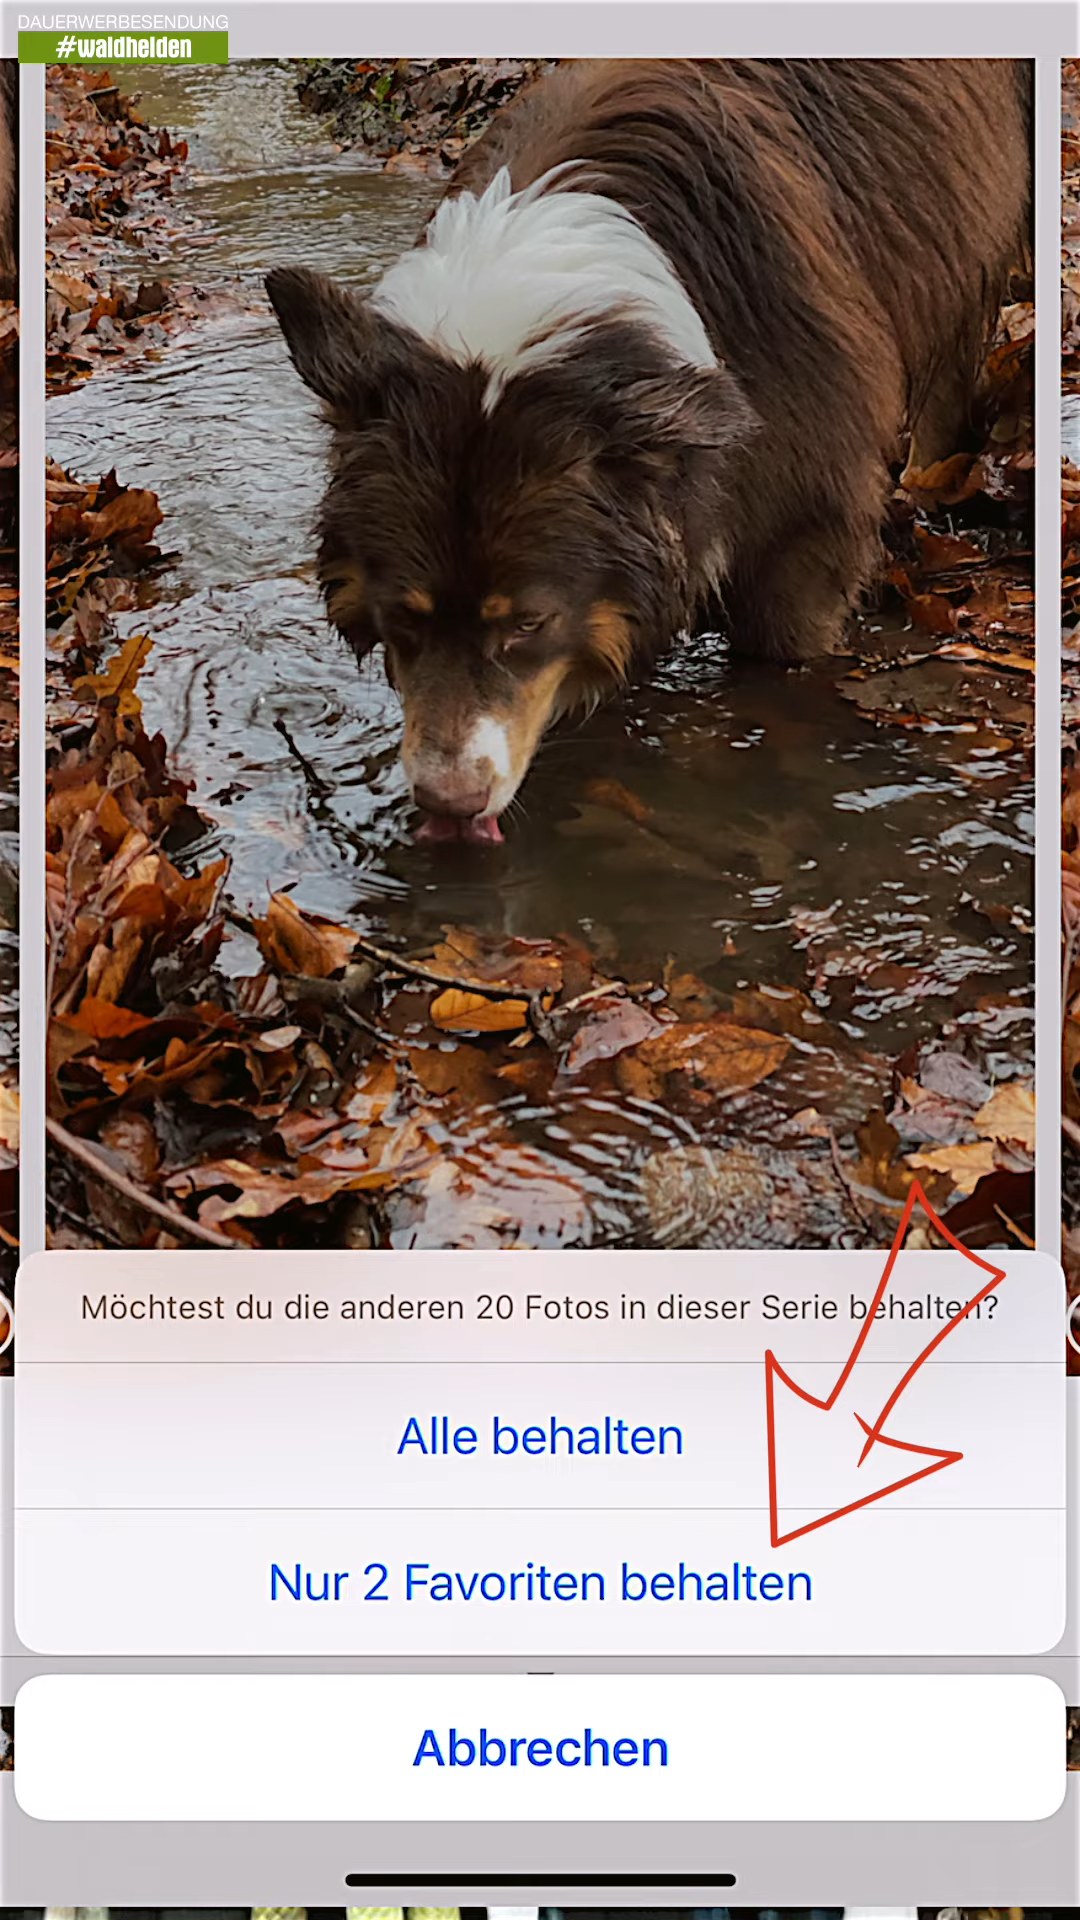 DAUERWERBESENDUNG
#waldhelden
Möchtest du die anderen 20 Fotos in dieser Serie behalten?
Alle behalten
Nur 2 Favoriten behalten
Abbrechen